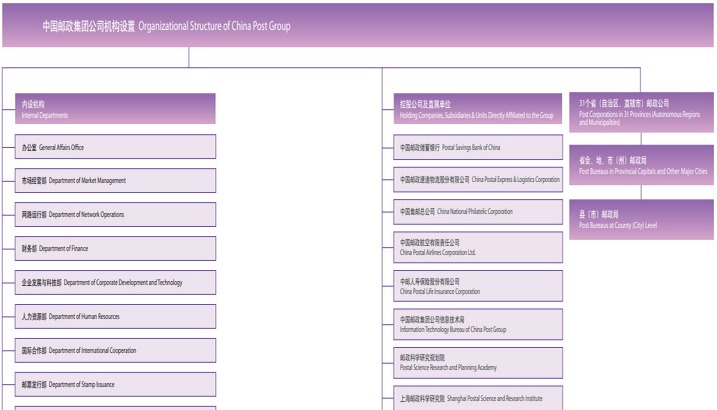 中国邮政集团公司机构设置 Organizational Structure of China Post Group
内设机构
Internal Departments
办公室 General Affairs Office
市场经营部 Department of Market Management
网路运行部 Department of Network Operations
财务部 Department of Finance
企业发展与科技部 Department of Corporate Development and Technology
人力资源部 Department of Human Resources
国际合作部 Department of International Cooperation
邮票发行部 Department of Stamp Issuance
控股公司及直属单位
Holding Companies, Subsidiaries & Units Directly Affiliated to the Group
中国邮政储蓄银行 Postal Savings Bank of China
中国邮政速递物流股份有限公司 China Postal Express & Logistics Corporation
中国集邮总公司 China National Philatelic Corporation
中国邮政航空有限责任公司
China Postal Airlines Corporation Ltd.
中邮人寿保险股份有限公司
China Postal Life Insurance Corporation
中国邮政集团公司信息技术局
Information Technology Bureau of China Post Group
邮政科学研究规划院
Postal Science Research and Planning Academy
上海邮政科学研究院 Shanghai Postal Science and Research Institute
31个省（自治区、直辖市）邮政公司
Post Corporations in 31 Provinces (Autonomous Regions
and Municipalities)
省会、地、市（州）邮政局
Post Bureaus in Provincial Capitals and Other Major Cities
县（市）邮政局
Post Bureaus at County (City) Level